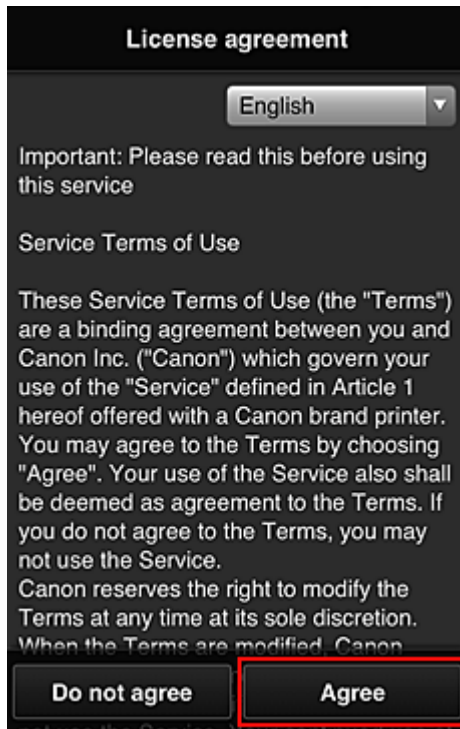 License agreement
English
Important: Please read this before using
this service
Service Terms of Use
These Service Terms of Use (the "Terms")
are a binding agreement between you and
Canon Inc. ("Canon") which govern your
use of the "Service" defined in Article 1
hereof offered with a Canon brand printer.
You may agree to the Terms by choosing
"Agree". Your use of the Service also shall
be deemed as agreement to the Terms. If
you do not agree to the Terms, you may
not use the Service.
Canon reserves the right to modify the
Terms at any time at its sole discretion.
When the Terms are modified, Canon
Do not agree
Agree